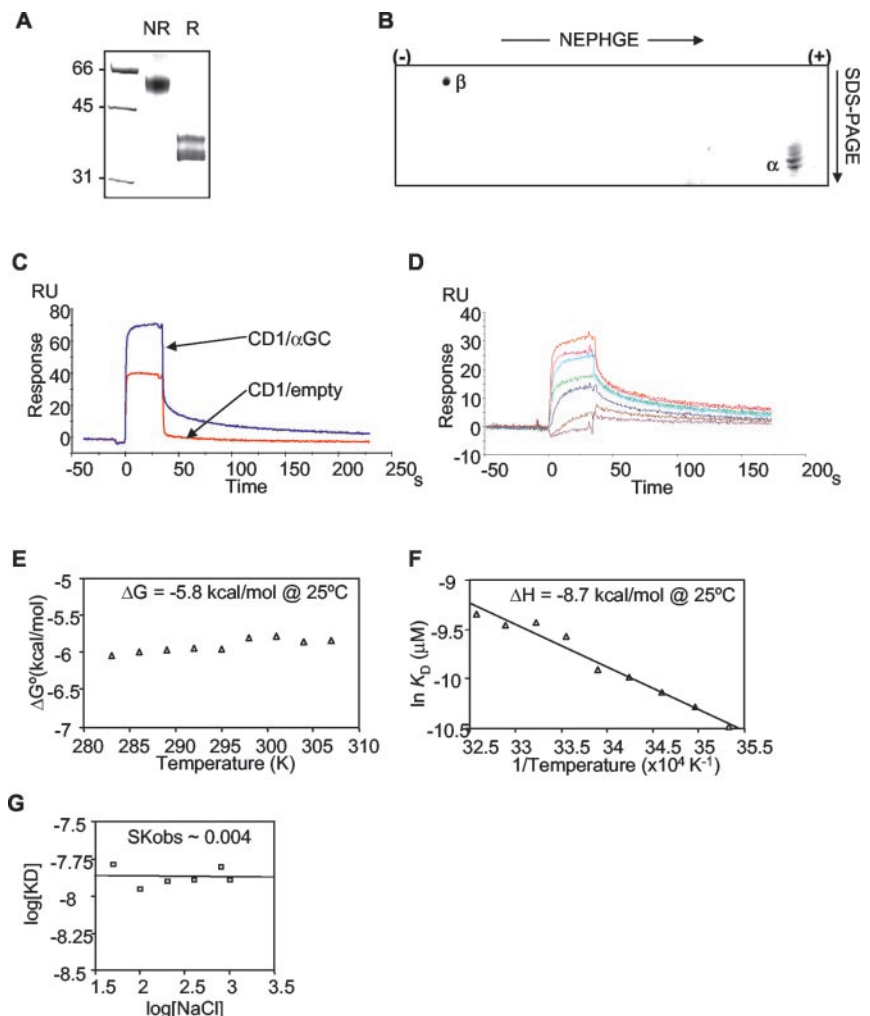 A
NR R
66
45
31
B
NEPHGE
(-) (+)
β
α
SDS-PAGE
C
RU
80
60
40
20
0
Response
CD1/αGC
CD1/empty
-50 0 50 100 150 200 250 s
Time
D
RU
40
30
20
10
0
-10
Response
-50 0 50 100 150 200 s
Time
E
-5
-5.5
-6
-6.5
-7
ΔGº(kcal/mol)
ΔG = -5.8 kcal/mol @ 25ºC
280 285 290 295 300 305 310
Temperature (K)
F
-9
-9.5
-10
-10.5
ln KD (μM)
ΔH = -8.7 kcal/mol @ 25ºC
32.5 33 33.5 34 34.5 35 35.5
1/Temperature (x10⁴ K⁻¹)
G
-7.5
-7.75
-8
-8.25
-8.5
log[KD]
SKobs ~ 0.004
1.5 2 2.5 3 3.5
log[NaCl]